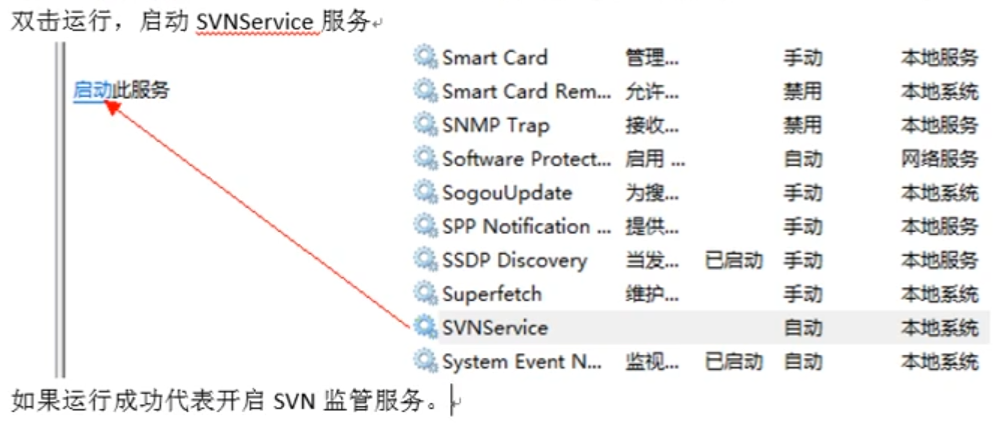 双击运行，启动 SVNService 服务
启动此服务
Smart Card 管理... 手动 本地服务
Smart Card Rem... 允许... 禁用 本地系统
SNMP Trap 接收... 禁用 本地服务
Software Protect... 启用 ... 自动 网络服务
SogouUpdate 为搜... 手动 本地系统
SPP Notification ... 提供... 手动 本地服务
SSDP Discovery 当发... 已启动 手动 本地服务
Superfetch 维护... 手动 本地系统
SVNService 自动 本地系统
System Event N... 监视... 已启动 自动 本地系统
如果运行成功代表开启 SVN 监管服务。